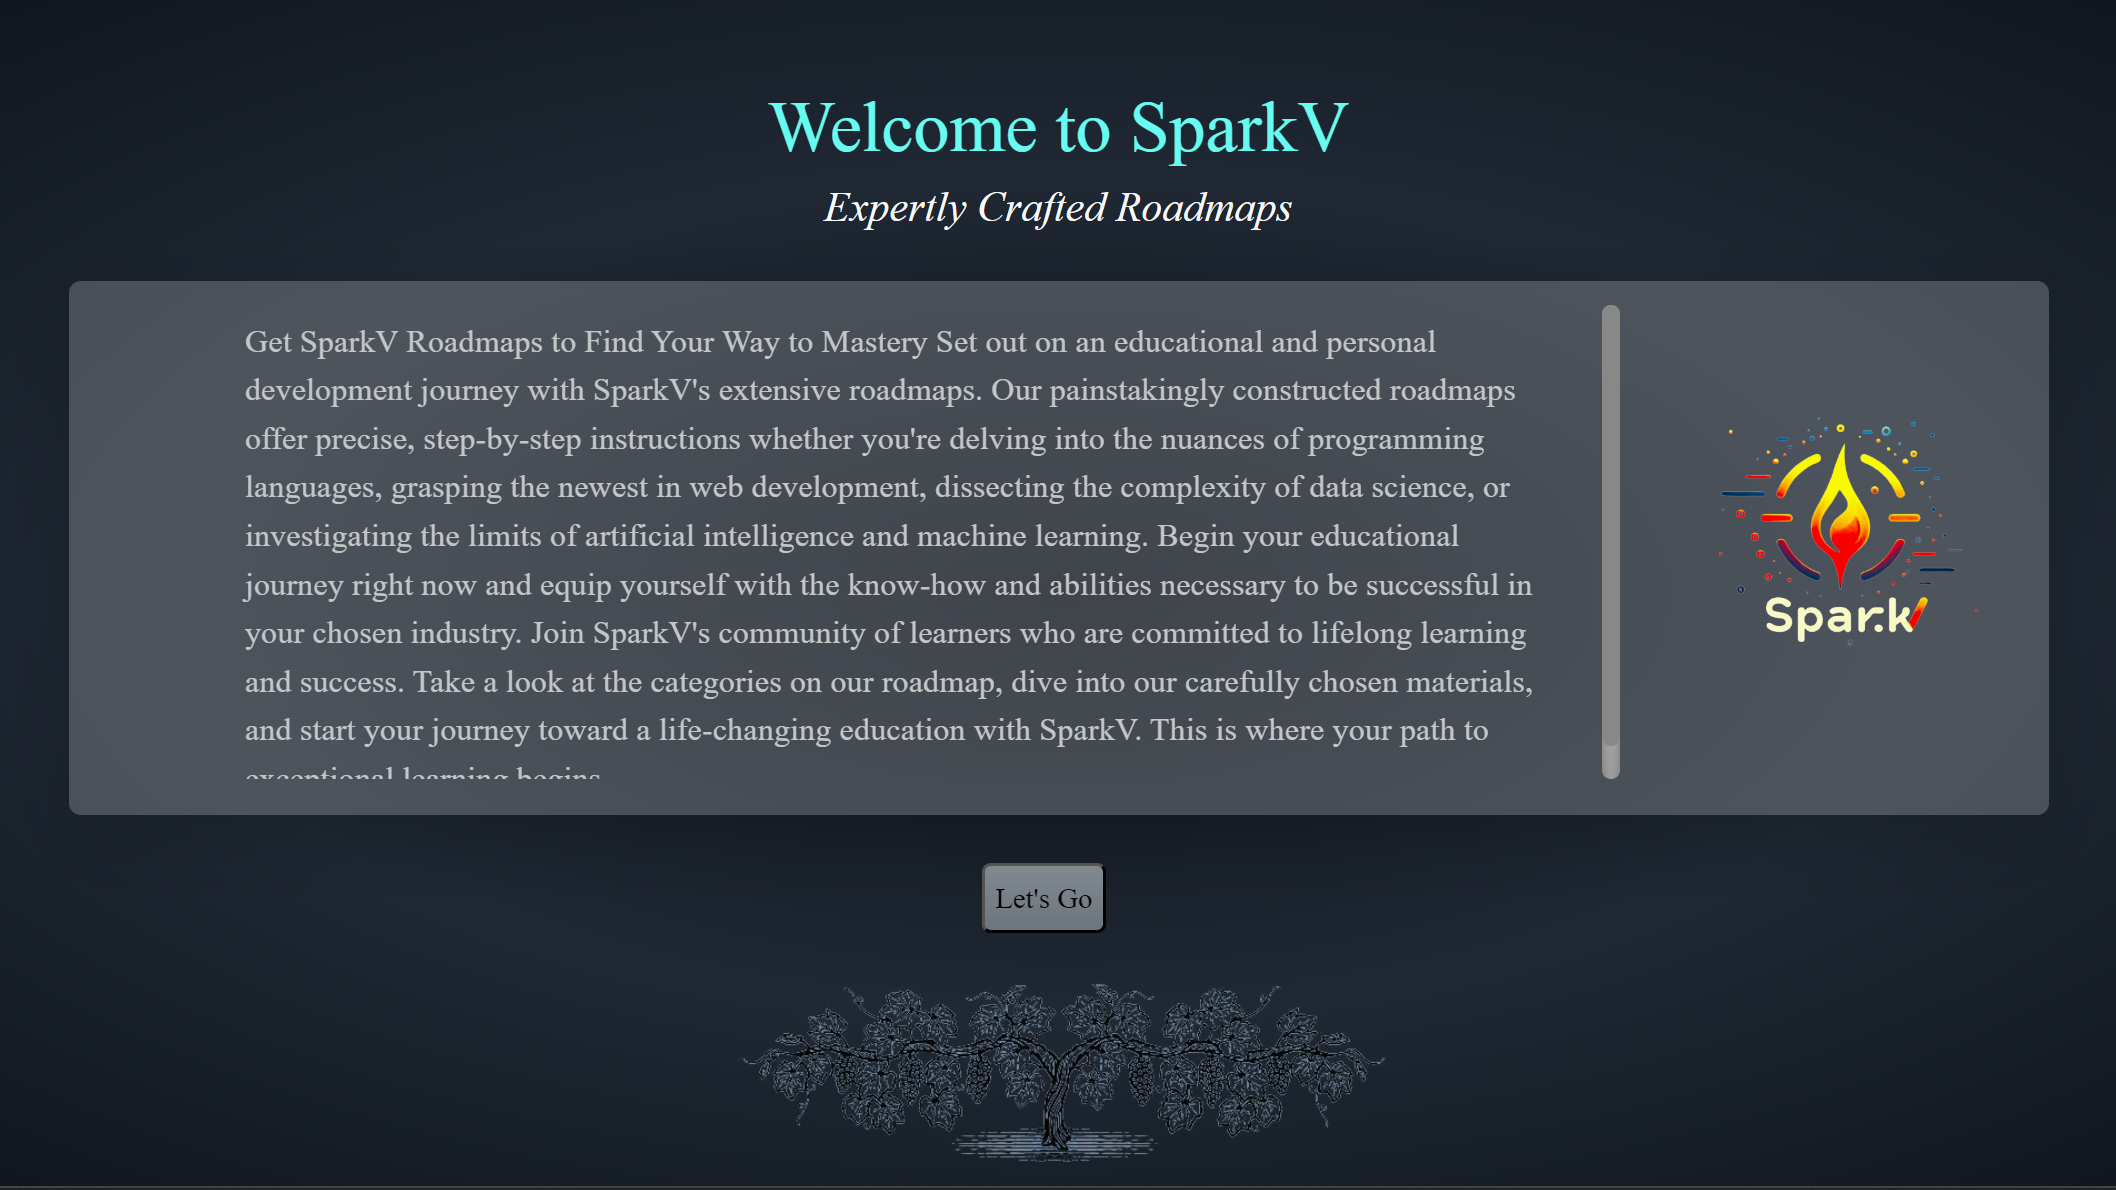 Welcome to SparkV
Expertly Crafted Roadmaps
Get SparkV Roadmaps to Find Your Way to Mastery Set out on an educational and personal
development journey with SparkV's extensive roadmaps. Our painstakingly constructed roadmaps
offer precise, step-by-step instructions whether you're delving into the nuances of programming
languages, grasping the newest in web development, dissecting the complexity of data science, or
investigating the limits of artificial intelligence and machine learning. Begin your educational
journey right now and equip yourself with the know-how and abilities necessary to be successful in
your chosen industry. Join SparkV's community of learners who are committed to lifelong learning
and success. Take a look at the categories on our roadmap, dive into our carefully chosen materials,
and start your journey toward a life-changing education with SparkV. This is where your path to
exceptional learning begins.
Spar.kV
Let's Go